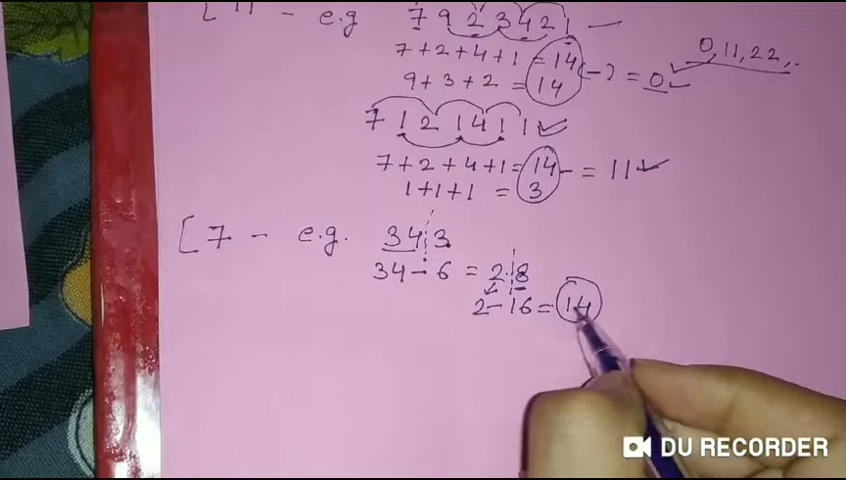 [ 11 - e.g 7 9 2 3 4 2 1
7+2+4+1 = 14
9+3+2 = 14 (-) = 0
0,11,22,.
7 1 2 1 4 1 1
7+2+4+1 = 14 - = 11
1+1+1 = 3
[ 7 - e.g. 34 3
34 - 6 = 2 8
2 - 16 = 14
DU RECORDER